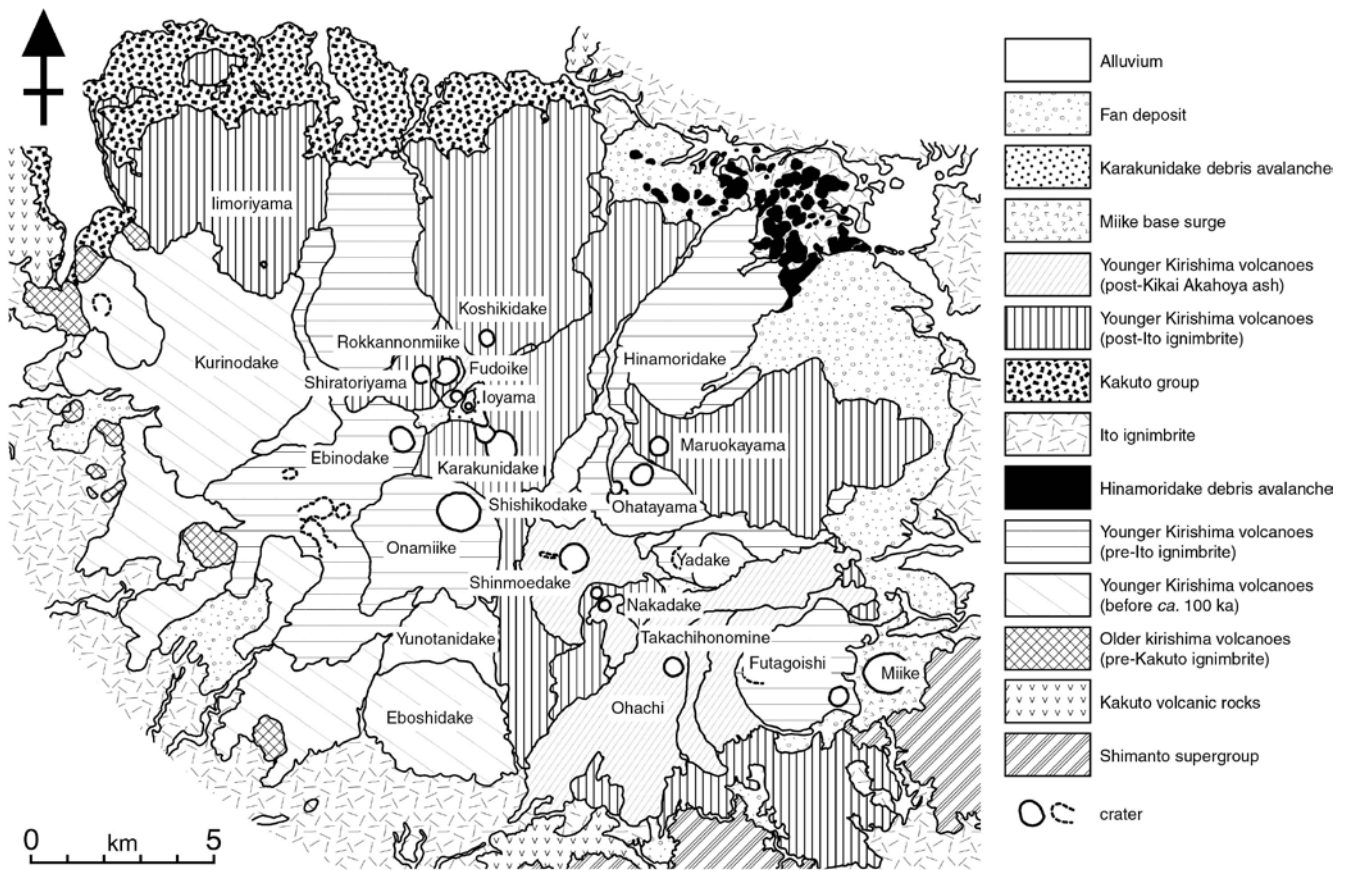 Iimoriyama
Koshikidake
Rokkannonmiike
Kurinodake
Hinamoridake
Fudoike
Shiratoriyama
Ioyama
Maruokayama
Ebinodake
Karakunidake
Shishikodake
Ohatayama
Onamiike
Yadake
Shinmoedake
Nakadake
Yunotanidake
Takachihonomine
Futagoishi
Miike
Ohachi
Eboshidake
0 km 5
Alluvium
Fan deposit
Karakunidake debris avalanche
Miike base surge
Younger Kirishima volcanoes
(post-Kikai Akahoya ash)
Younger Kirishima volcanoes
(post-Ito ignimbrite)
Kakuto group
Ito ignimbrite
Hinamoridake debris avalanche
Younger Kirishima volcanoes
(pre-Ito ignimbrite)
Younger Kirishima volcanoes
(before ca. 100 ka)
Older kirishima volcanoes
(pre-Kakuto ignimbrite)
Kakuto volcanic rocks
Shimanto supergroup
crater